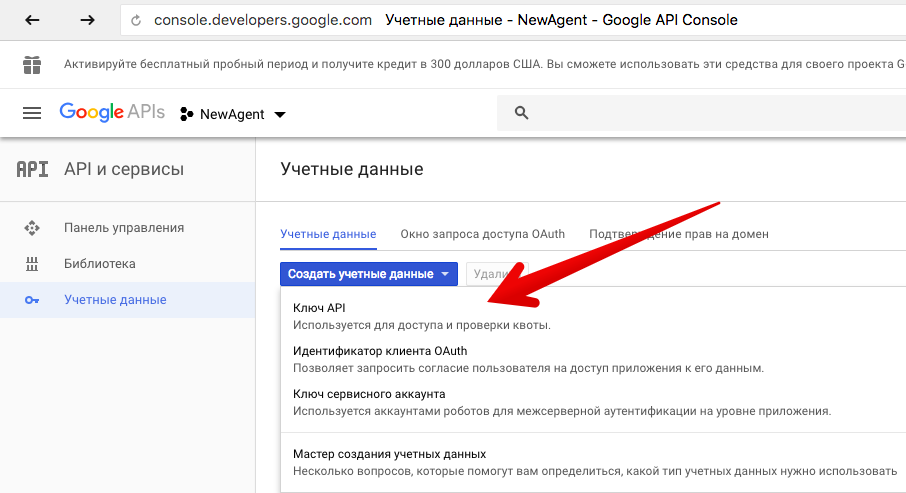 console.developers.google.com Учетные данные - NewAgent - Google API Console
Активируйте бесплатный пробный период и получите кредит в 300 долларов США. Вы сможете использовать эти средства для своего проекта G
Google APIs NewAgent
API API и сервисы
Учетные данные
Панель управления
Библиотека
Учетные данные
Учетные данные Окно запроса доступа OAuth Подтверждение прав на домен
Создать учетные данные
Ключ API
Используется для доступа и проверки квоты.
Идентификатор клиента OAuth
Позволяет запросить согласие пользователя на доступ приложения к его данным.
Ключ сервисного аккаунта
Используется аккаунтами роботов для межсерверной аутентификации на уровне приложения.
Мастер создания учетных данных
Несколько вопросов, которые помогут вам определиться, какой тип учетных данных нужно использовать